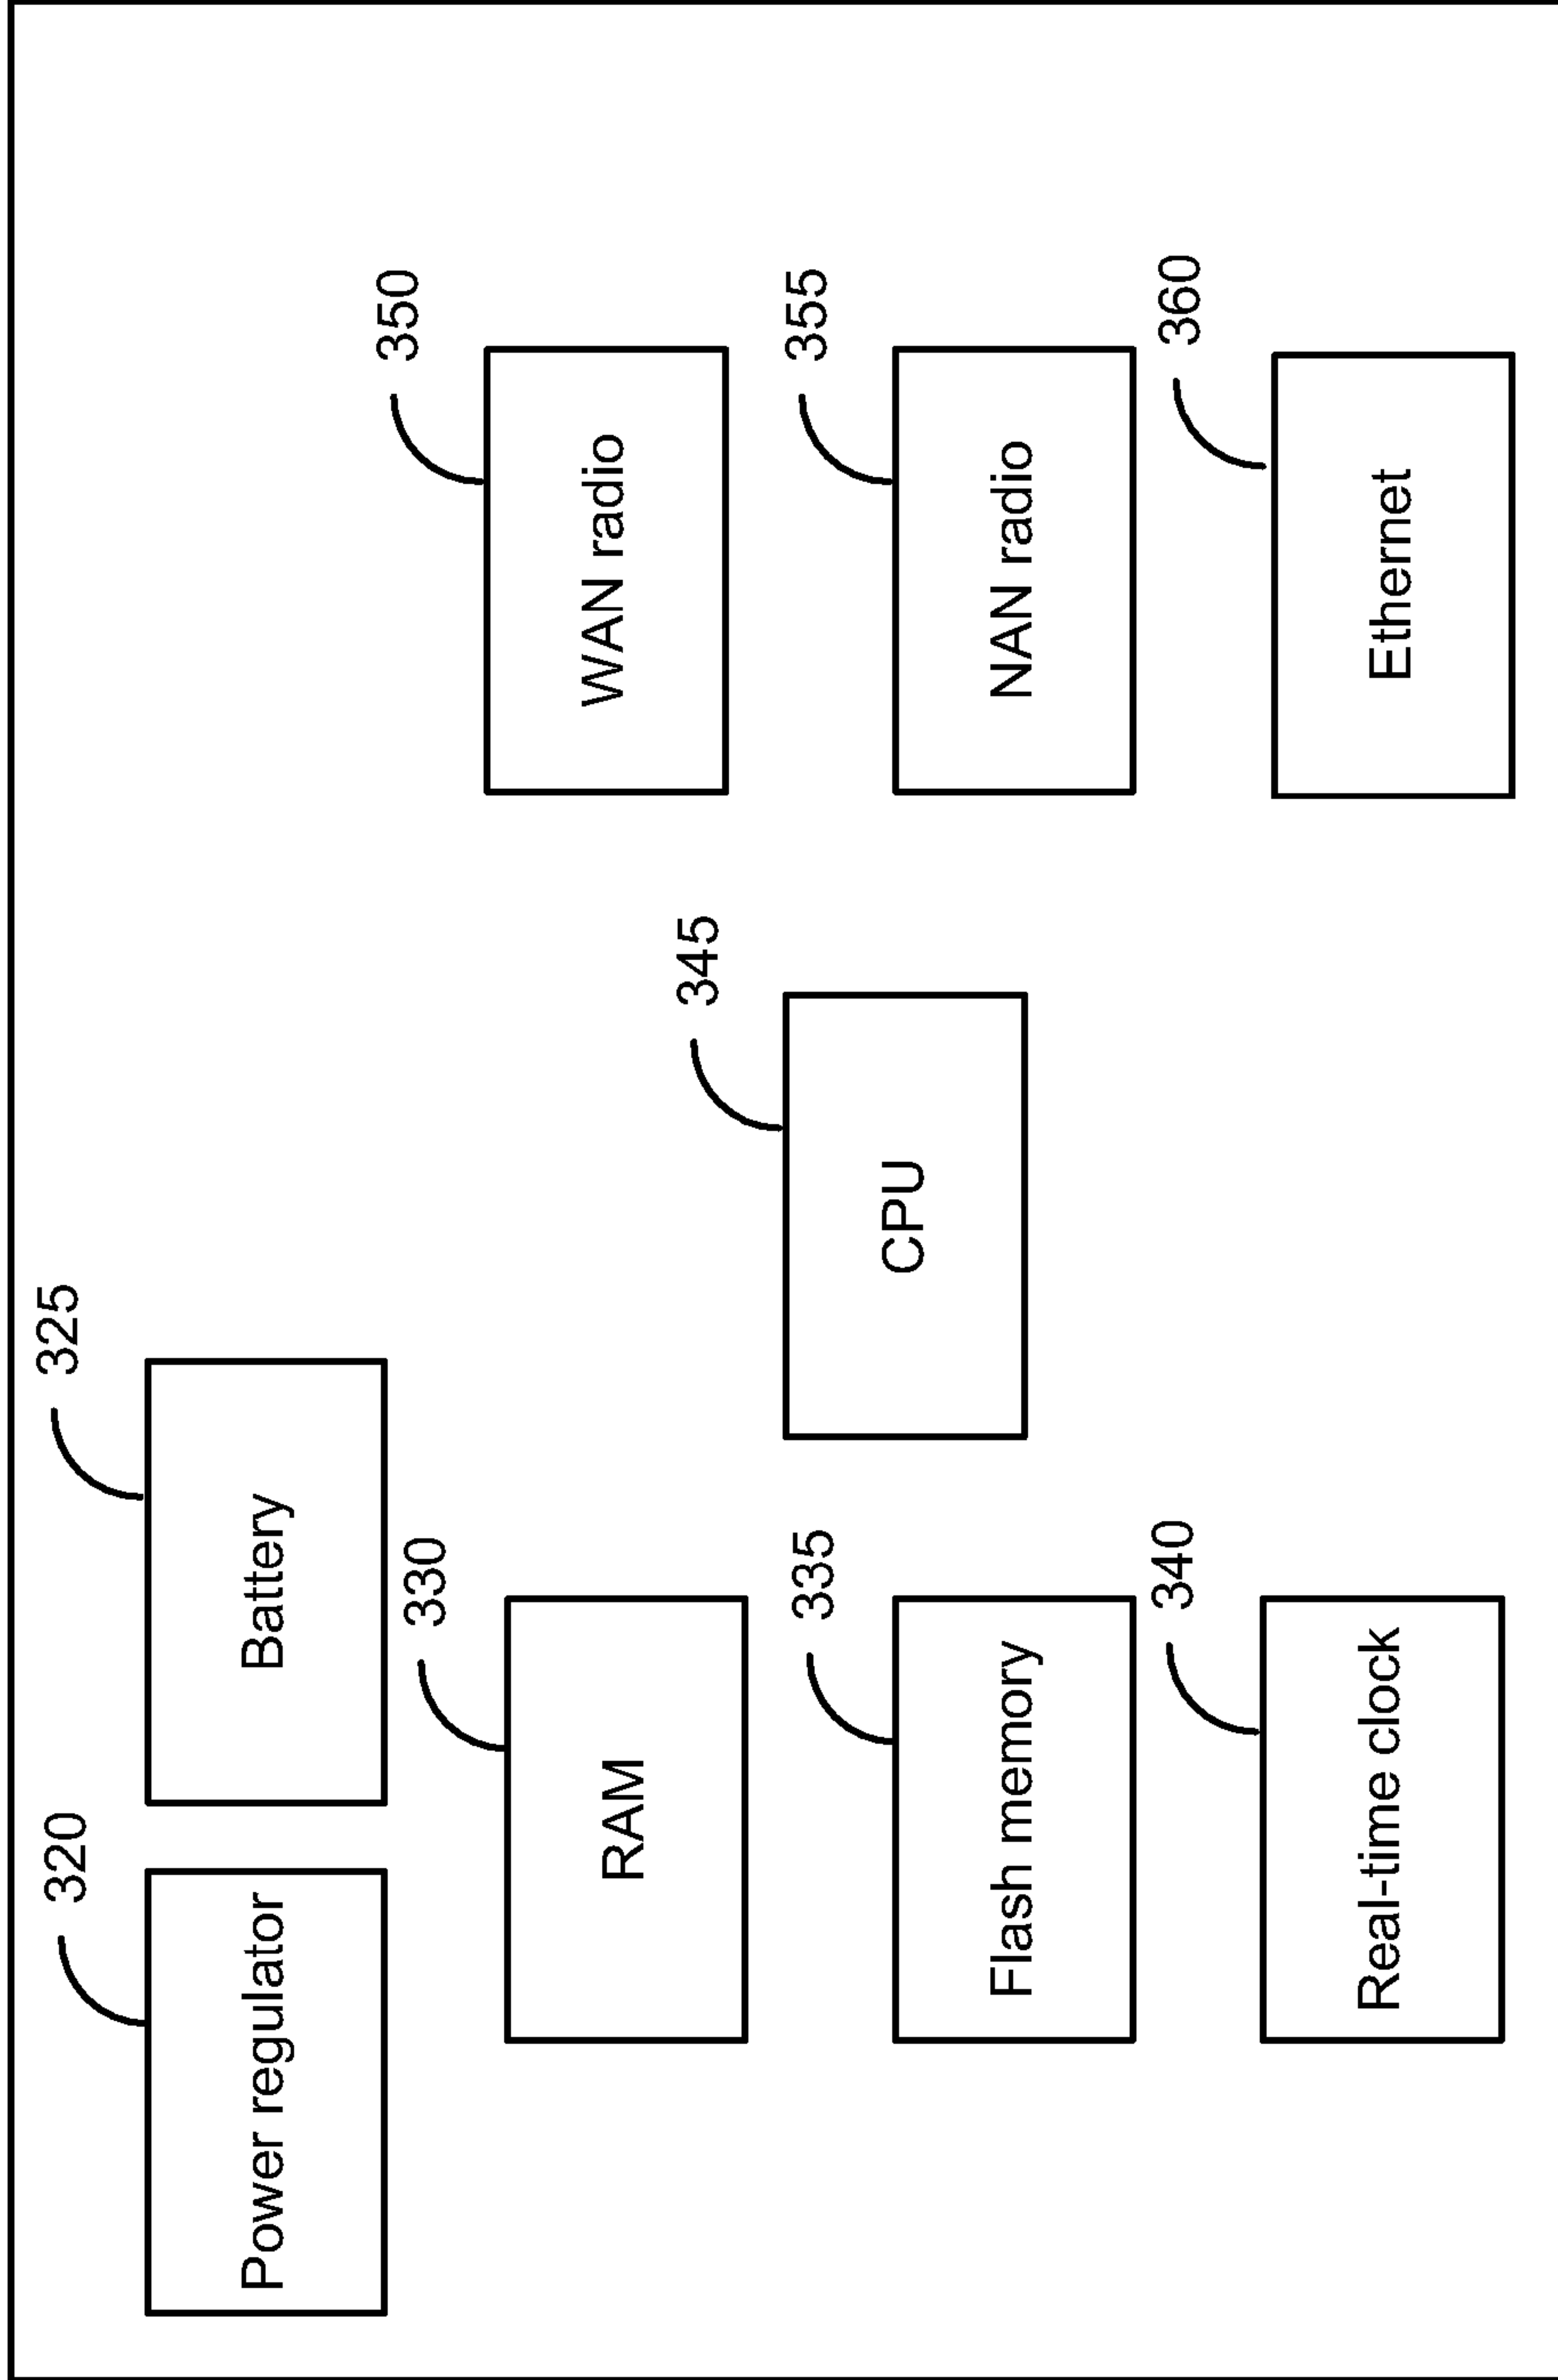 320
Power regulator
325
Battery
330
RAM
335
Flash memory
340
Real-time clock
345
CPU
350
WAN radio
355
NAN radio
360
Ethernet